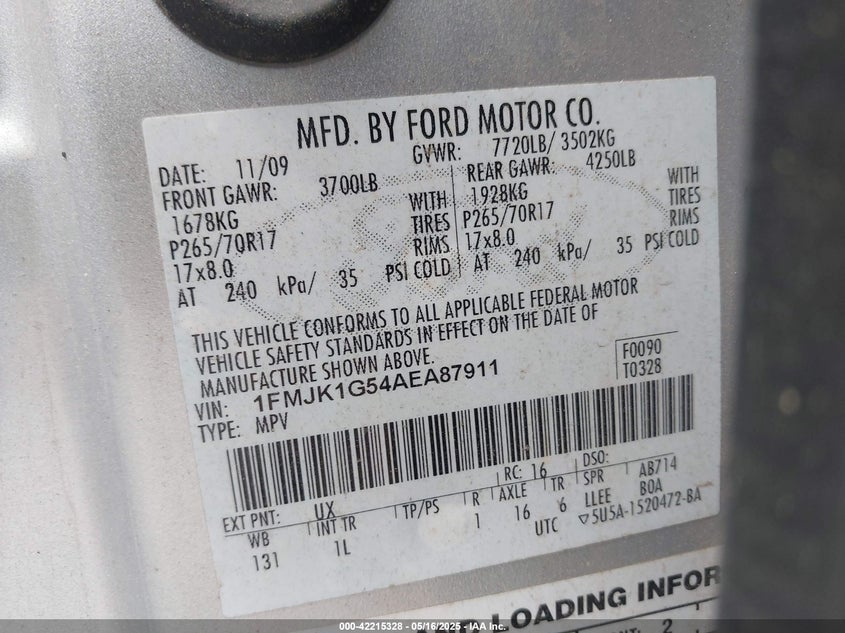 MFD. BY FORD MOTOR CO.
DATE: 11/09 GVWR: 7720LB/ 3502KG
FRONT GAWR: 3700LB REAR GAWR: 4250LB
1678KG WITH 1928KG WITH
P265/70R17 TIRES P265/70R17 TIRES
17x8.0 RIMS 17x8.0 RIMS
AT 240 kPa/ 35 PSI COLD AT 240 kPa/ 35 PSI COLD
THIS VEHICLE CONFORMS TO ALL APPLICABLE FEDERAL MOTOR
VEHICLE SAFETY STANDARDS IN EFFECT ON THE DATE OF
MANUFACTURE SHOWN ABOVE.
F0090
VIN: 1FMJK1G54AEA87911
T0328
TYPE: MPV
EXT PNT: UX RC: 16 DSO:
WB INT TR TP/PS R AXLE TR SPR AB714
131 1L 1 16 6 LLEE B0A
UTC 5U5A-1520472-BA
LOADING INFOR
2
000-42215328 - 05/16/2025 - IAA Inc.